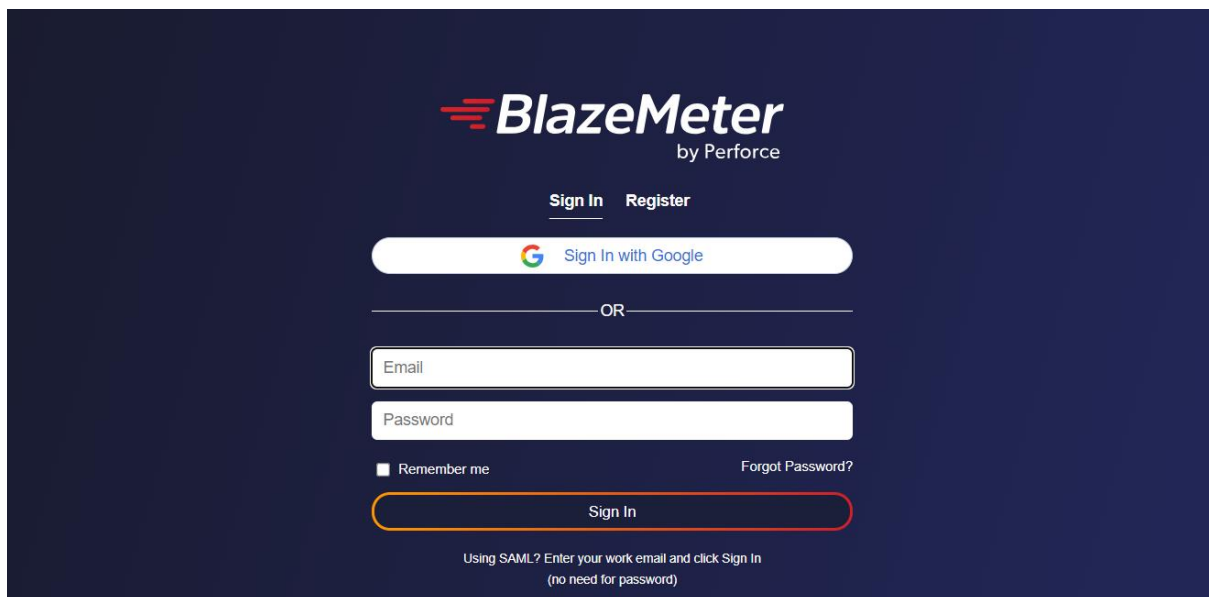 BlazeMeter
by Perforce
Sign In Register
Sign In with Google
OR
Email
Password
Remember me Forgot Password?
Sign In
Using SAML? Enter your work email and click Sign In
(no need for password)